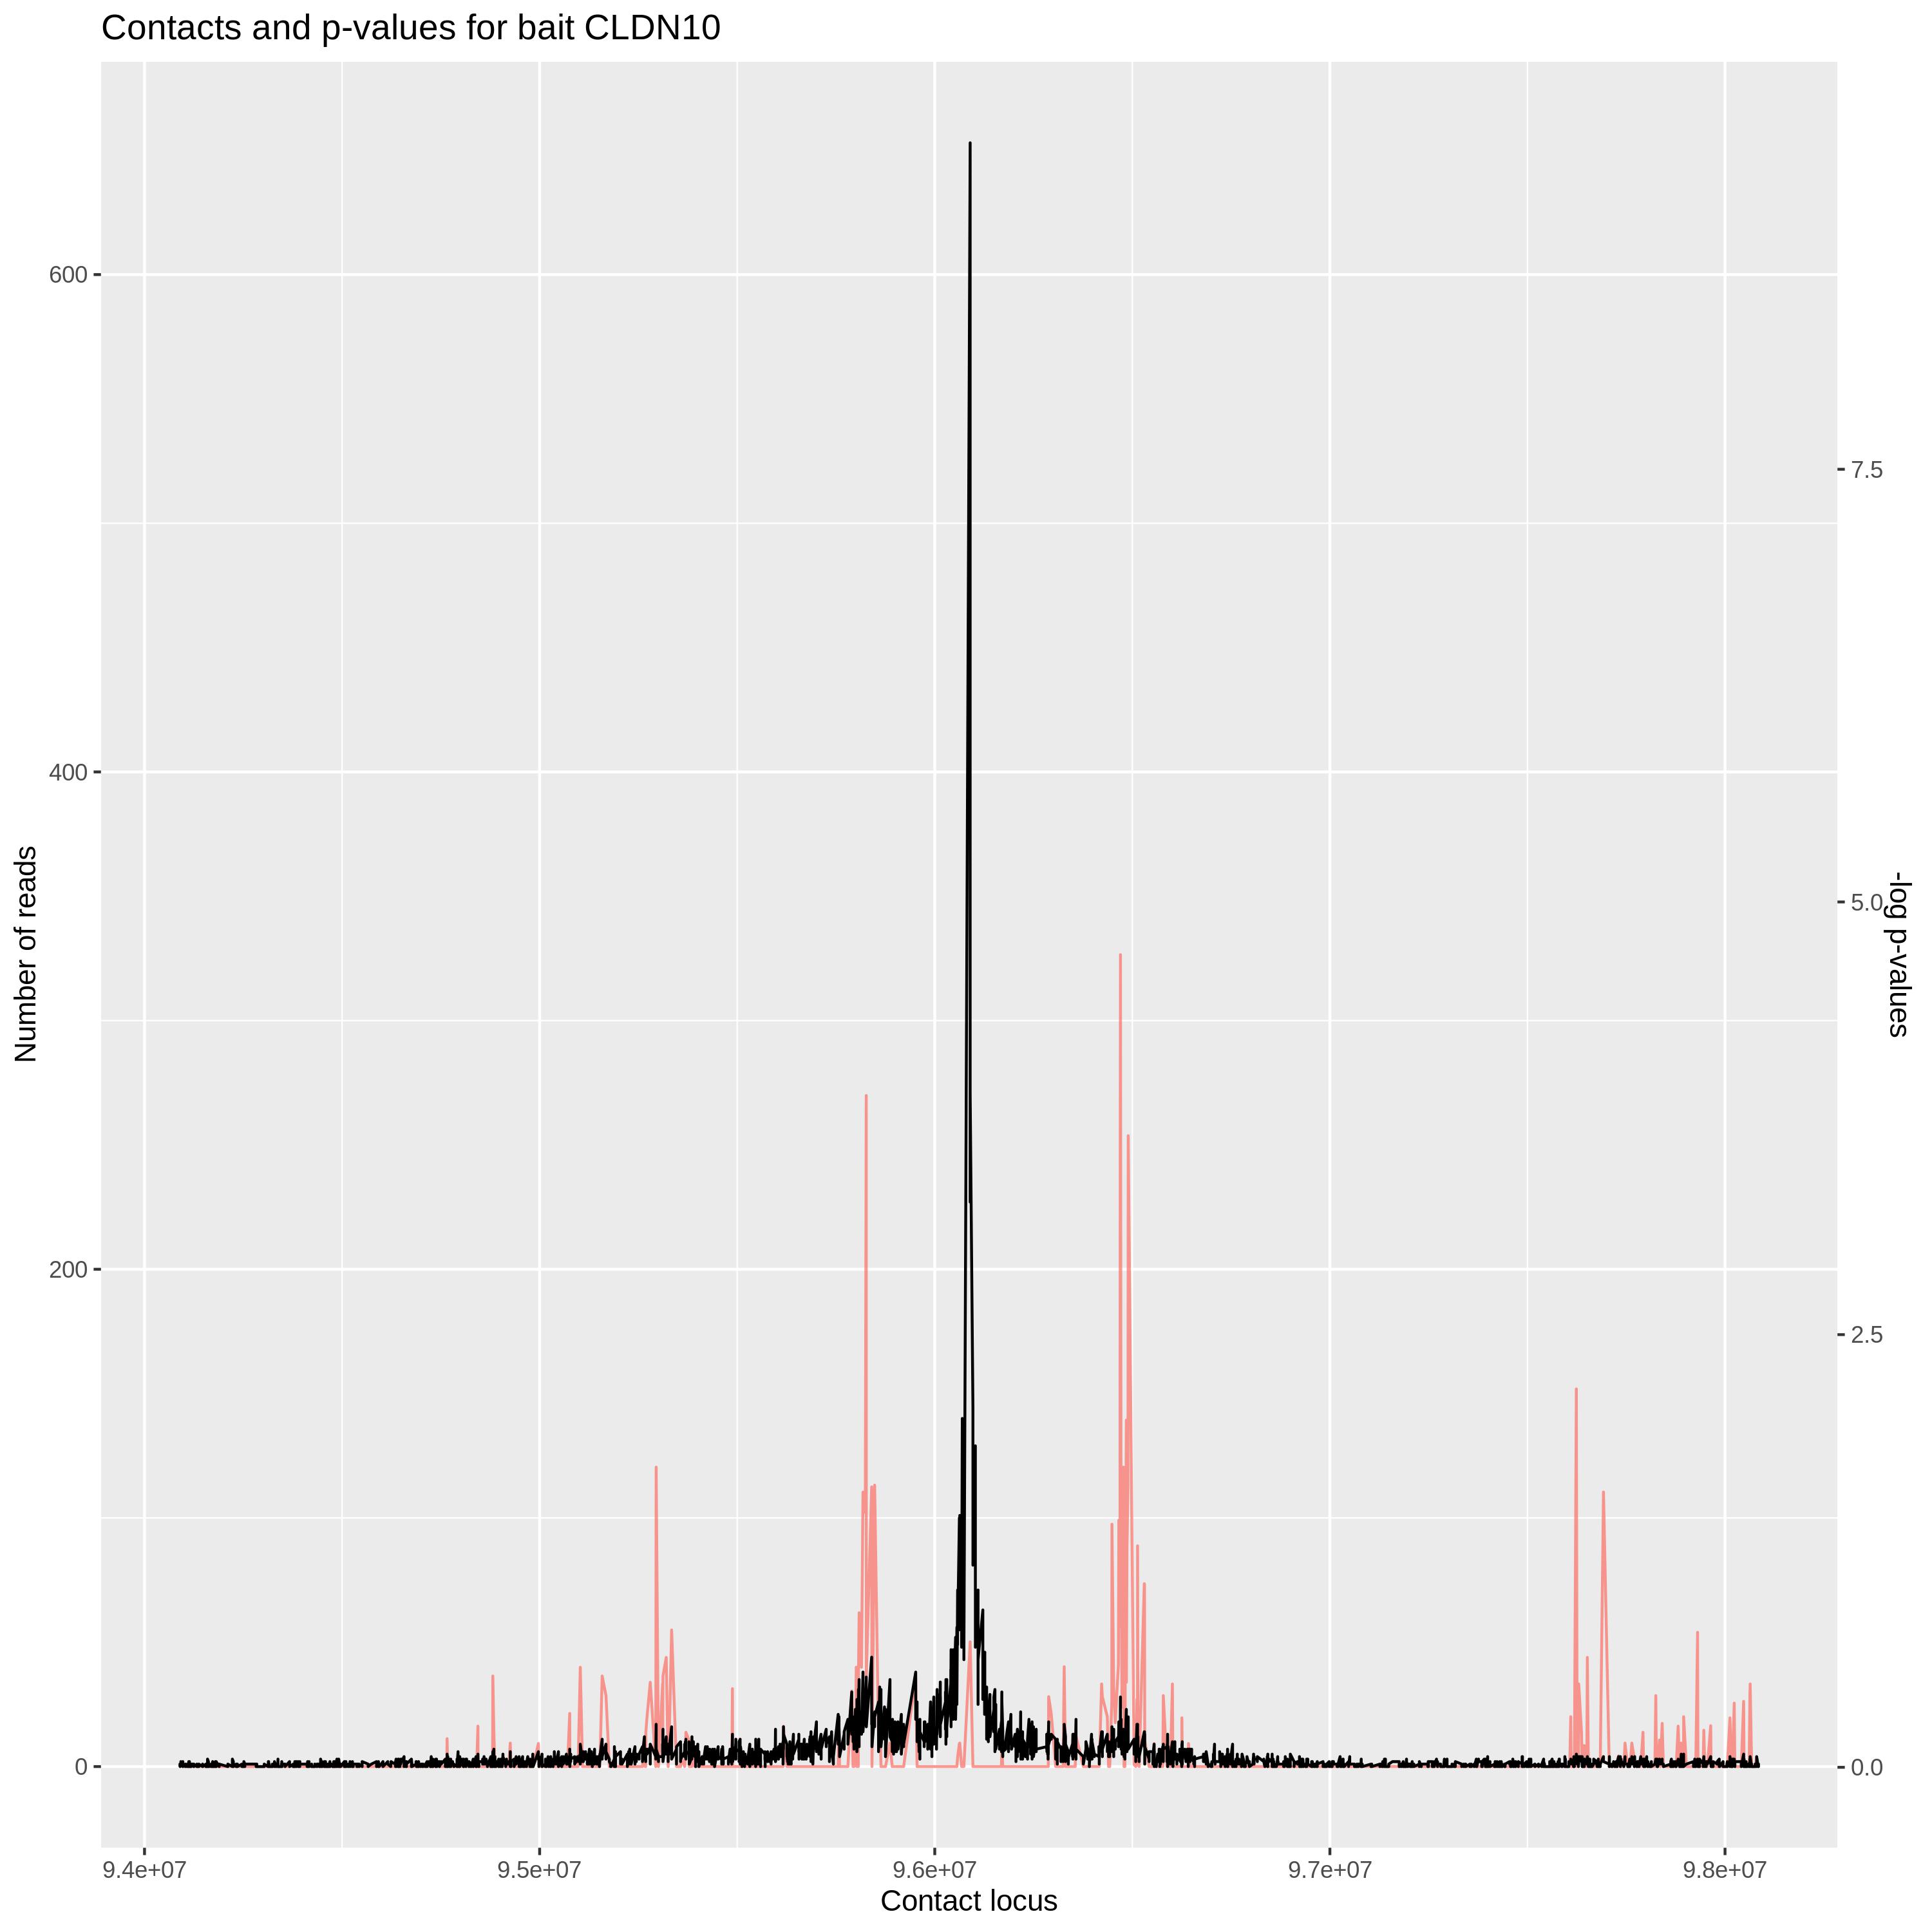 Contacts and p-values for bait CLDN10
600
400
200
0
Number of reads
7.5
5.0
2.5
0.0
-log p-values
9.4e+07
9.5e+07
9.6e+07
9.7e+07
9.8e+07
Contact locus